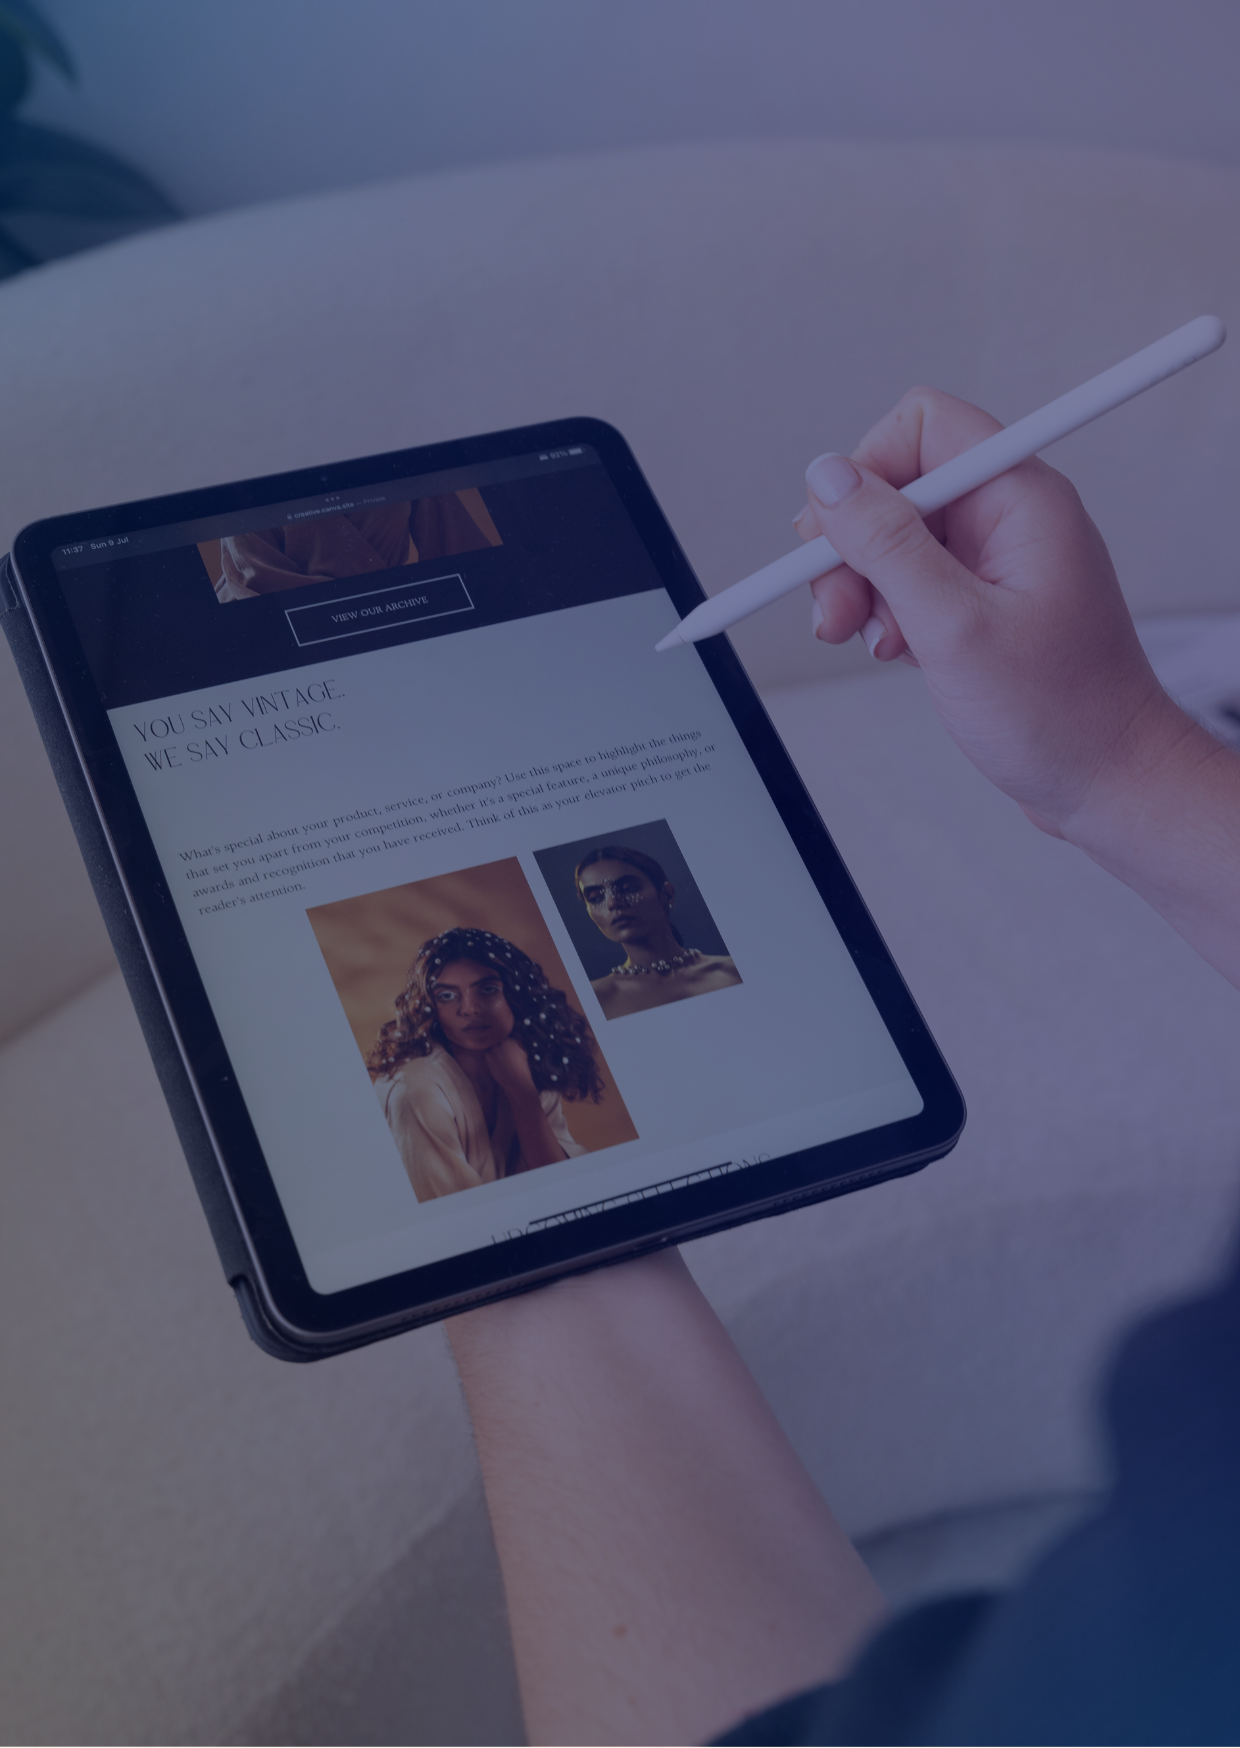 11:37 Sun 9 Jul
92%
creative.canva.site — Private
VIEW OUR ARCHIVE
YOU SAY VINTAGE.
WE SAY CLASSIC.
What's special about your product, service, or company? Use this space to highlight the things
that set you apart from your competition, whether it's a special feature, a unique philosophy, or
awards and recognition that you have received. Think of this as your elevator pitch to get the
reader's attention.